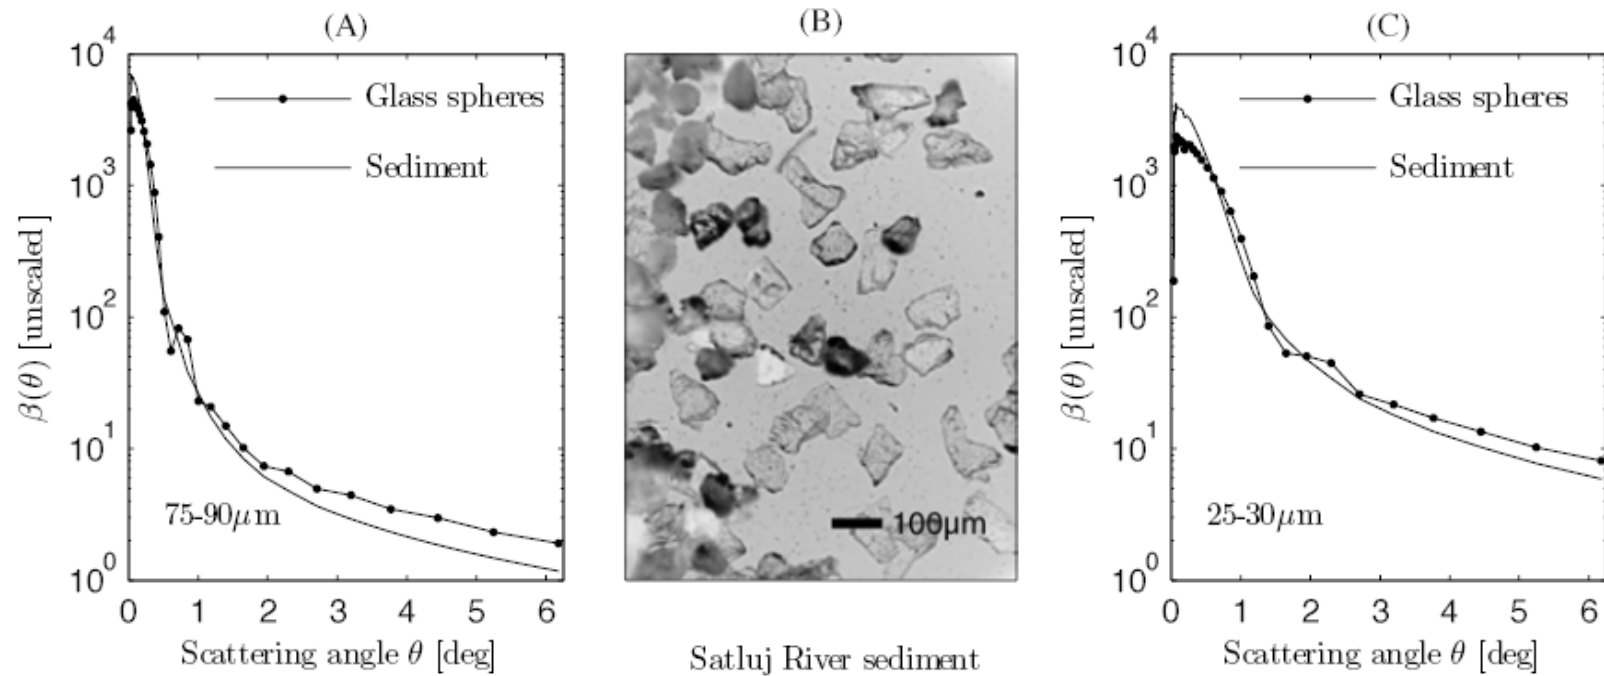 (A)
10^4
10^3
10^2
10^1
10^0
β(θ) [unscaled]
Glass spheres
Sediment
75-90μm
0 1 2 3 4 5 6
Scattering angle θ [deg]
(B)
100μm
Satluj River sediment
(C)
10^4
10^3
10^2
10^1
10^0
β(θ) [unscaled]
Glass spheres
Sediment
25-30μm
0 1 2 3 4 5 6
Scattering angle θ [deg]